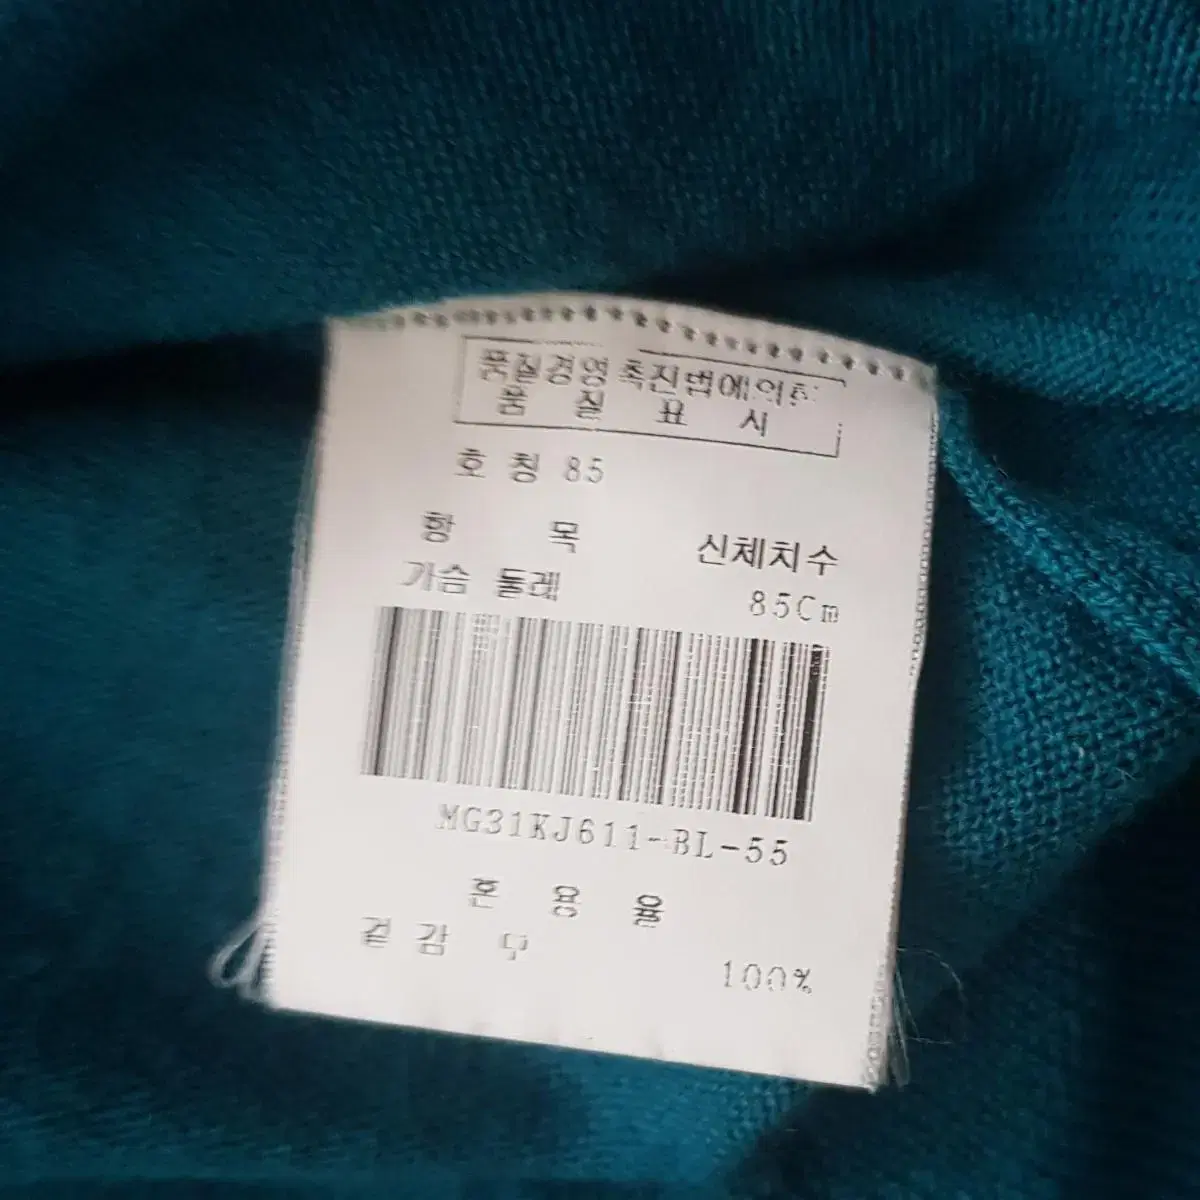 품질경영촉진법에의한
품 질 표 시
호 칭 85
항 목 신체치수
가슴 둘레 85Cm
MG31KJ611-BL-55
혼 용 율
겉 감 모 100%